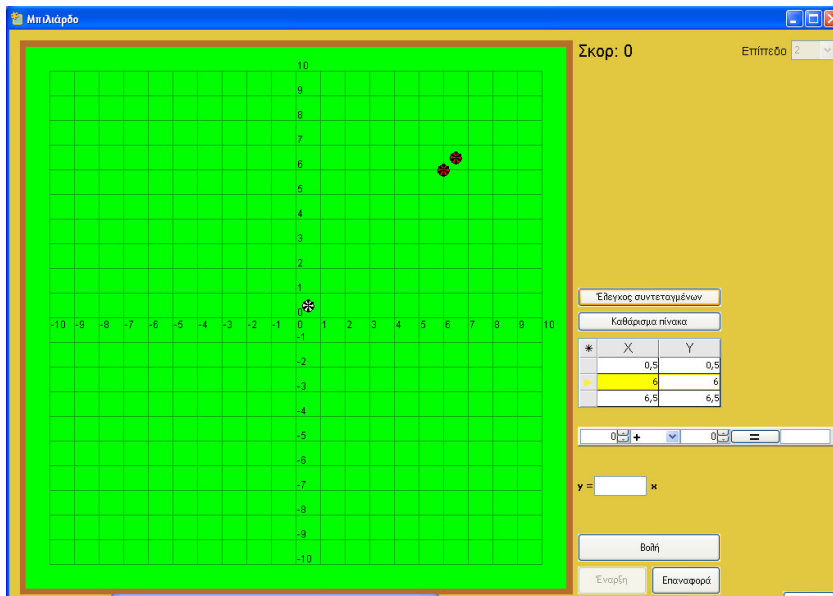 Μπιλιάρδο
Σκορ: 0
Επίπεδο 2
10
9
8
7
6
5
4
3
2
1
0
-10 -9 -8 -7 -6 -5 -4 -3 -2 -1 0 1 2 3 4 5 6 7 8 9 10
-1
-2
-3
-4
-5
-6
-7
-8
-9
-10
Έλεγχος συντεταγμένων
Καθάρισμα πίνακα
* X Y
0,5 0,5
6 6
6,5 6,5
0 + 0 =
y = x
Βολή
Έναρξη Επαναφορά